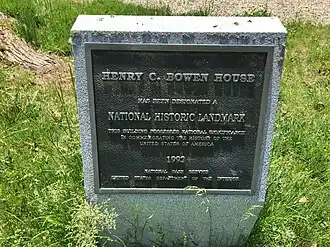 HENRY C. BOWEN HOUSE
HAS BEEN DESIGNATED A
NATIONAL HISTORIC LANDMARK
THIS BUILDING POSSESSES NATIONAL SIGNIFICANCE
IN COMMEMORATING THE HISTORY OF THE
UNITED STATES OF AMERICA
1992
NATIONAL PARK SERVICE
UNITED STATES DEPARTMENT OF THE INTERIOR